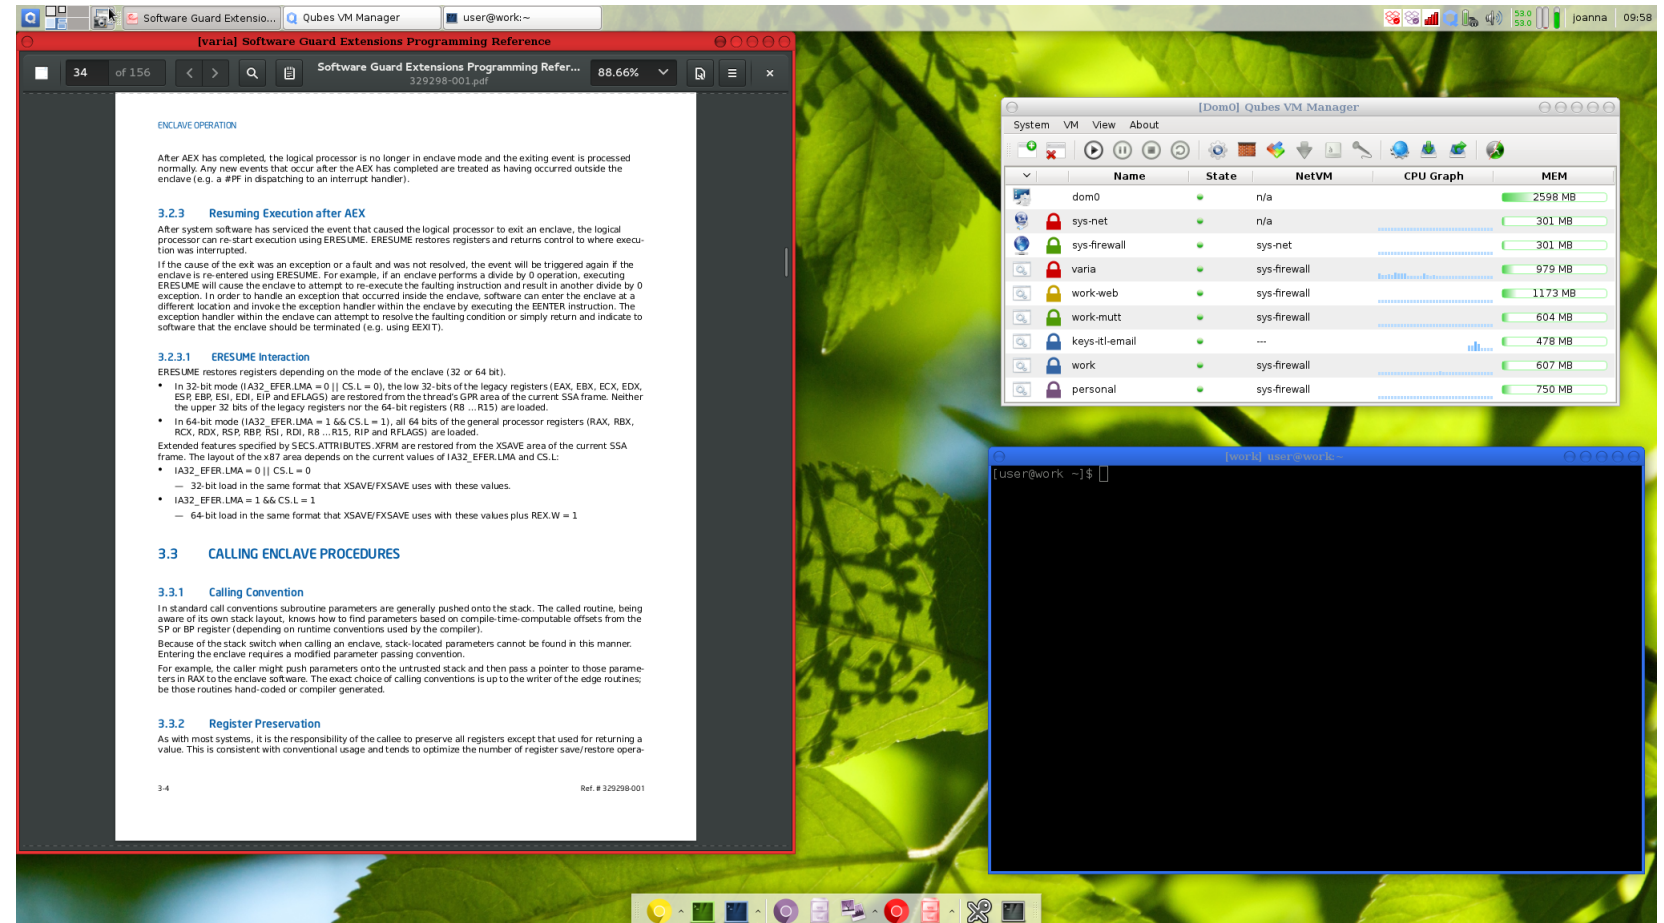 Software Guard Extensio...
Qubes VM Manager
user@work:~
53.0
53.0
joanna
09:58
[varia] Software Guard Extensions Programming Reference
34
of 156
Software Guard Extensions Programming Refer...
329298-001.pdf
88.66%
ENCLAVE OPERATION
After AEX has completed, the logical processor is no longer in enclave mode and the exiting event is processed
normally. Any new events that occur after the AEX has completed are treated as having occurred outside the
enclave (e.g. a #PF in dispatching to an interrupt handler).
3.2.3 Resuming Execution after AEX
After system software has serviced the event that caused the logical processor to exit an enclave, the logical
processor can re-start execution using ERESUME. ERESUME restores registers and returns control to where execu-
tion was interrupted.
If the cause of the exit was an exception or a fault and was not resolved, the event will be triggered again if the
enclave is re-entered using ERESUME. For example, if an enclave performs a divide by 0 operation, executing
ERESUME will cause the enclave to attempt to re-execute the faulting instruction and result in another divide by 0
exception. In order to handle an exception that occurred inside the enclave, software can enter the enclave at a
different location and invoke the exception handler within the enclave by executing the EENTER instruction. The
exception handler within the enclave can attempt to resolve the faulting condition or simply return and indicate to
software that the enclave should be terminated (e.g. using EEXIT).
3.2.3.1 ERESUME Interaction
ERESUME restores registers depending on the mode of the enclave (32 or 64 bit).
• In 32-bit mode (IA32_EFER.LMA = 0 || CS.L = 0), the low 32-bits of the legacy registers (EAX, EBX, ECX, EDX,
ESP, EBP, ESI, EDI, EIP and EFLAGS) are restored from the thread's GPR area of the current SSA frame. Neither
the upper 32 bits of the legacy registers nor the 64-bit registers (R8 ...R15) are loaded.
• In 64-bit mode (IA32_EFER.LMA = 1 && CS.L = 1), all 64 bits of the general processor registers (RAX, RBX,
RCX, RDX, RSP, RBP, RSI, RDI, R8 ...R15, RIP and RFLAGS) are loaded.
Extended features specified by SECS.ATTRIBUTES.XFRM are restored from the XSAVE area of the current SSA
frame. The layout of the x87 area depends on the current values of IA32_EFER.LMA and CS.L:
• IA32_EFER.LMA = 0 || CS.L = 0
— 32-bit load in the same format that XSAVE/FXSAVE uses with these values.
• IA32_EFER.LMA = 1 && CS.L = 1
— 64-bit load in the same format that XSAVE/FXSAVE uses with these values plus REX.W = 1
3.3 CALLING ENCLAVE PROCEDURES
3.3.1 Calling Convention
In standard call conventions subroutine parameters are generally pushed onto the stack. The called routine, being
aware of its own stack layout, knows how to find parameters based on compile-time-computable offsets from the
SP or BP register (depending on runtime conventions used by the compiler).
Because of the stack switch when calling an enclave, stack-located parameters cannot be found in this manner.
Entering the enclave requires a modified parameter passing convention.
For example, the caller might push parameters onto the untrusted stack and then pass a pointer to those parame-
ters in RAX to the enclave software. The exact choice of calling conventions is up to the writer of the edge routines;
be those routines hand-coded or compiler generated.
3.3.2 Register Preservation
As with most systems, it is the responsibility of the callee to preserve all registers except that used for returning a
value. This is consistent with conventional usage and tends to optimize the number of register save/restore opera-
3-4
Ref. # 329298-001
[Dom0] Qubes VM Manager
System VM View About
Name State NetVM CPU Graph MEM
dom0 n/a 2598 MB
sys-net n/a 301 MB
sys-firewall sys-net 301 MB
varia sys-firewall 979 MB
work-web sys-firewall 1173 MB
work-mutt sys-firewall 604 MB
keys-itl-email --- 478 MB
work sys-firewall 607 MB
personal sys-firewall 750 MB
[work] user@work:~
[user@work ~]$